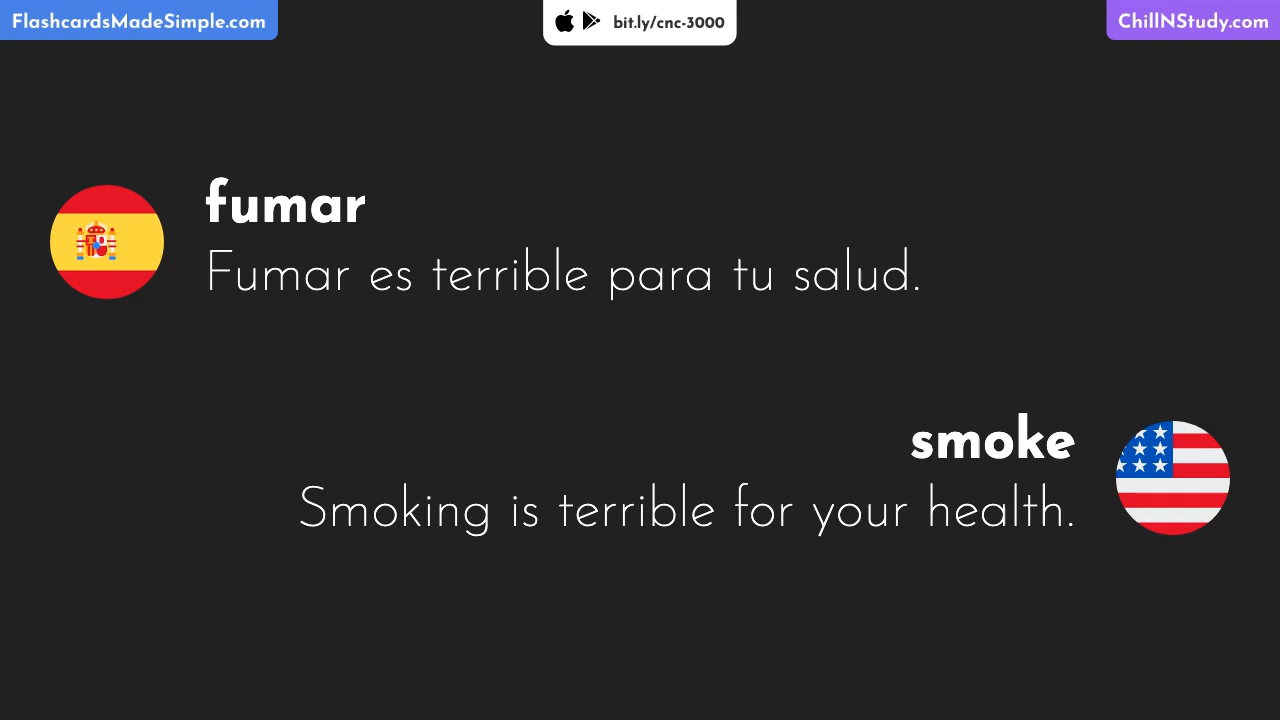 FlashcardsMadeSimple.com
bit.ly/cnc-3000
ChillNStudy.com
fumar
Fumar es terrible para tu salud.
smoke
Smoking is terrible for your health.